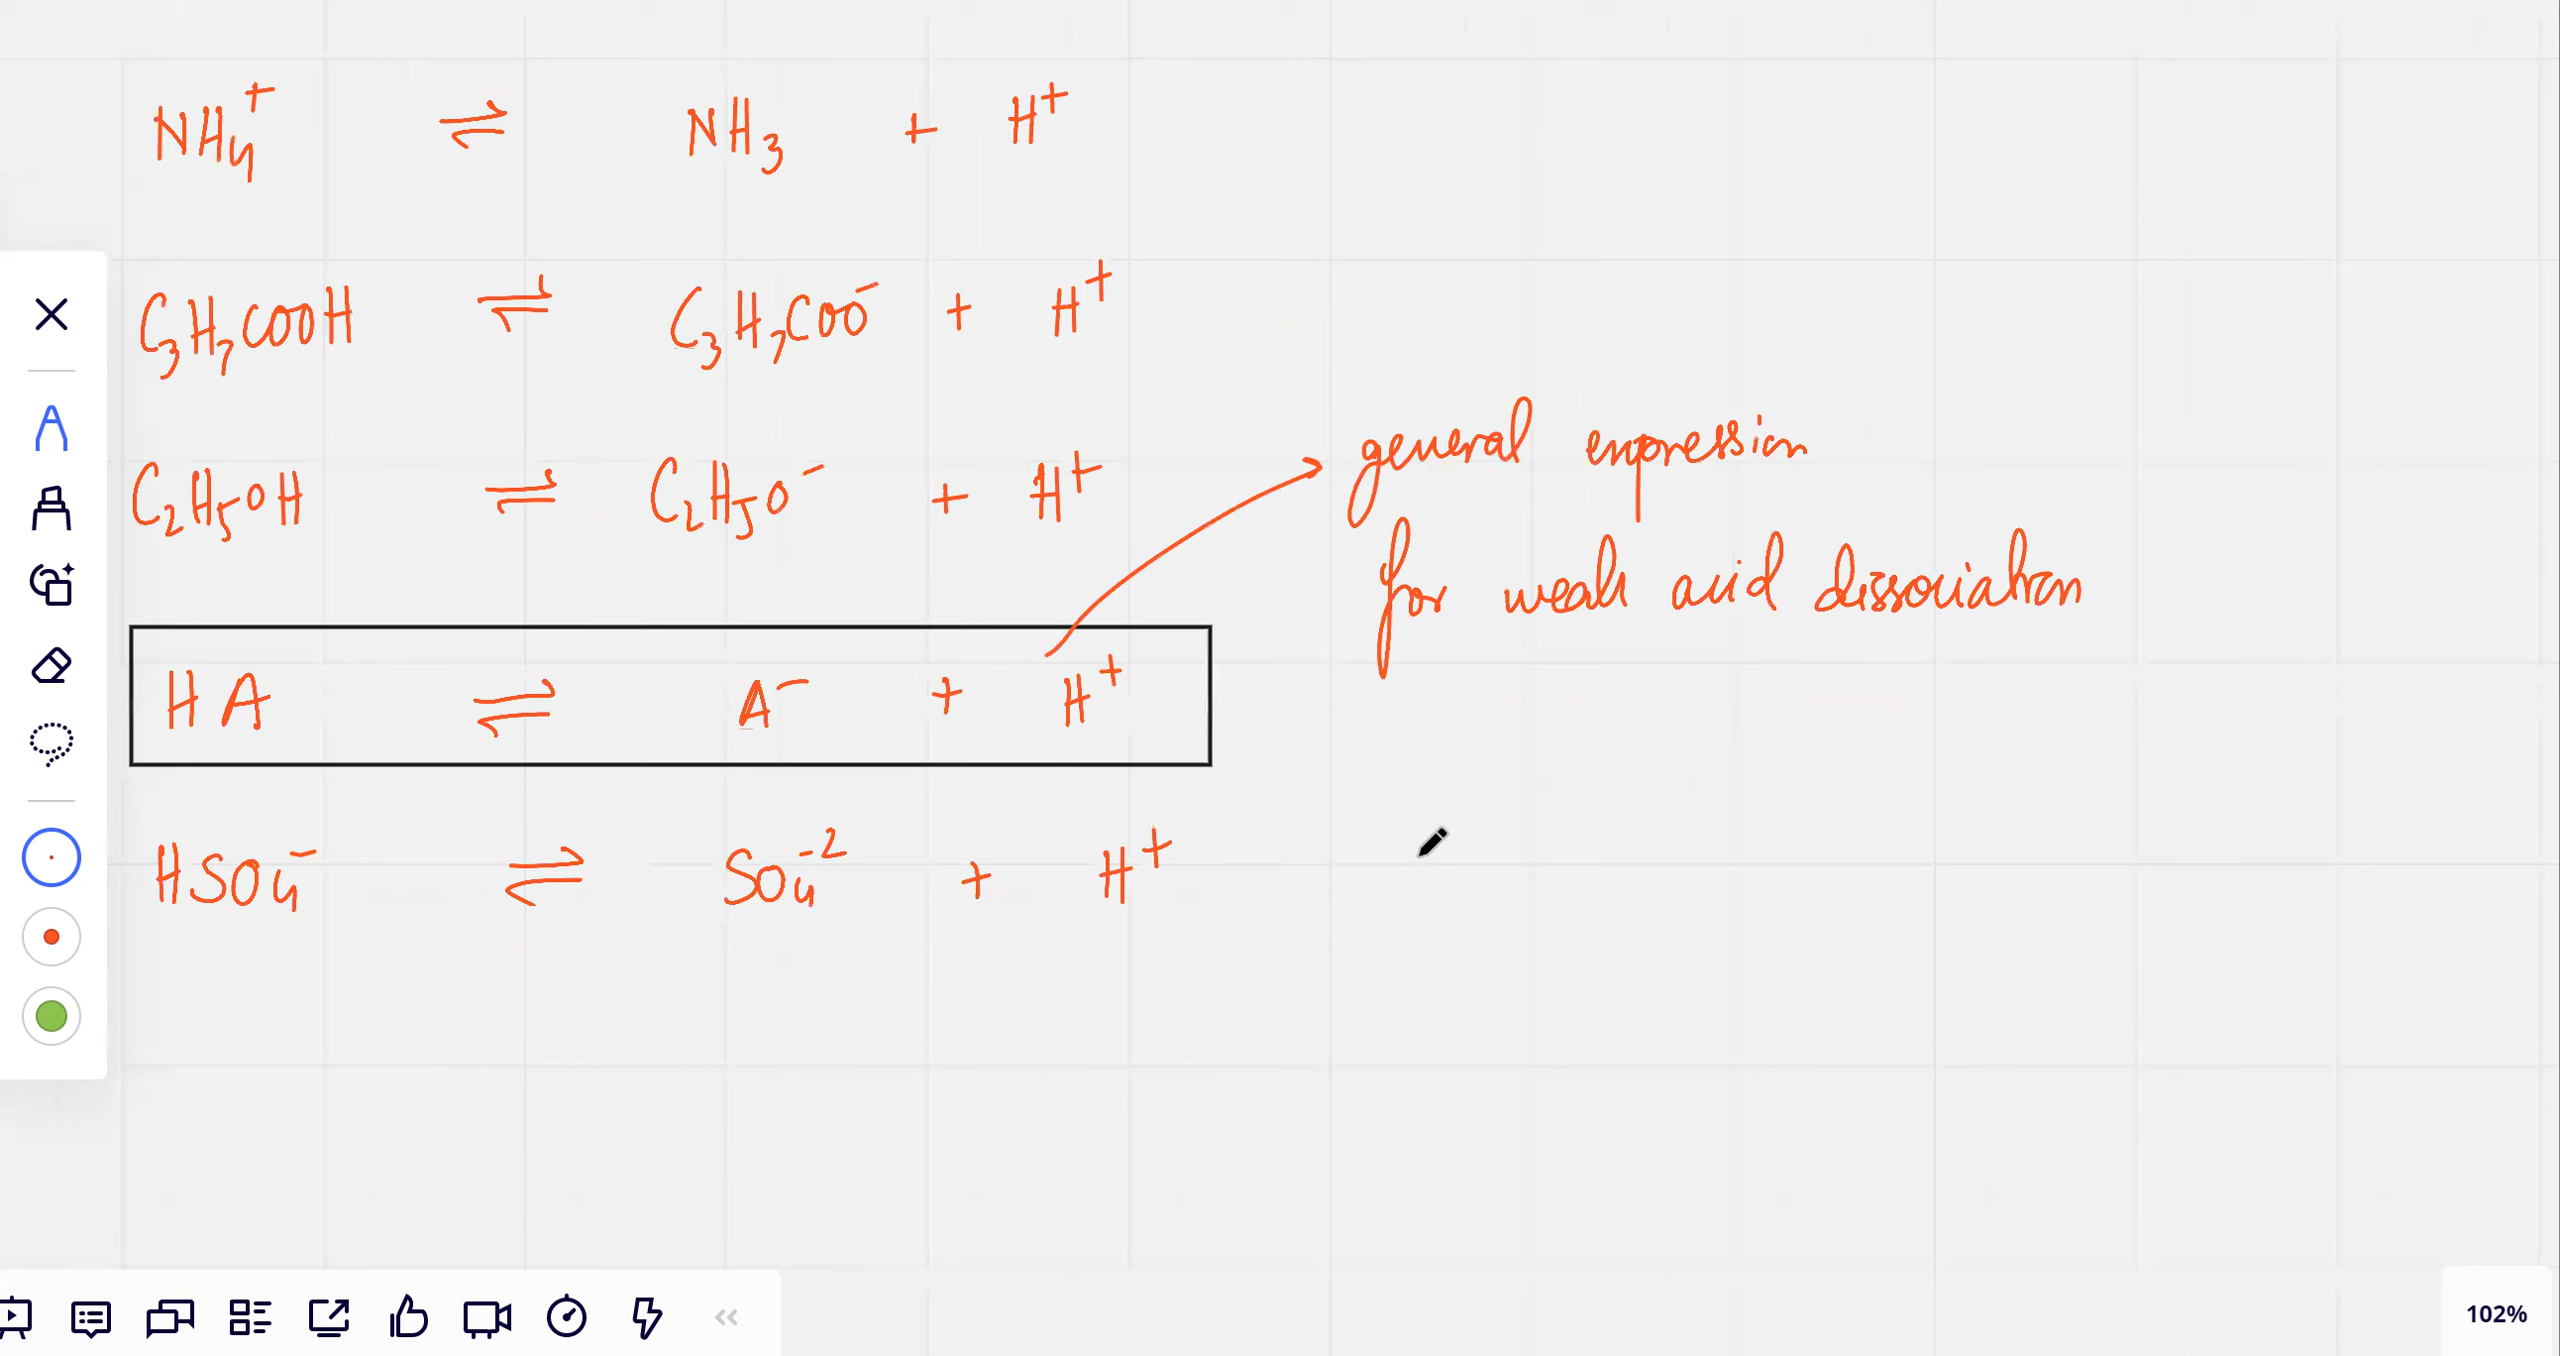 NH₄⁺ ⇌ NH₃ + H⁺
C₃H₇COOH ⇌ C₃H₇COO⁻ + H⁺
C₂H₅OH ⇌ C₂H₅O⁻ + H⁺
general expression
for weak acid dissociation
HA ⇌ A⁻ + H⁺
HSO₄⁻ ⇌ SO₄⁻² + H⁺
102%